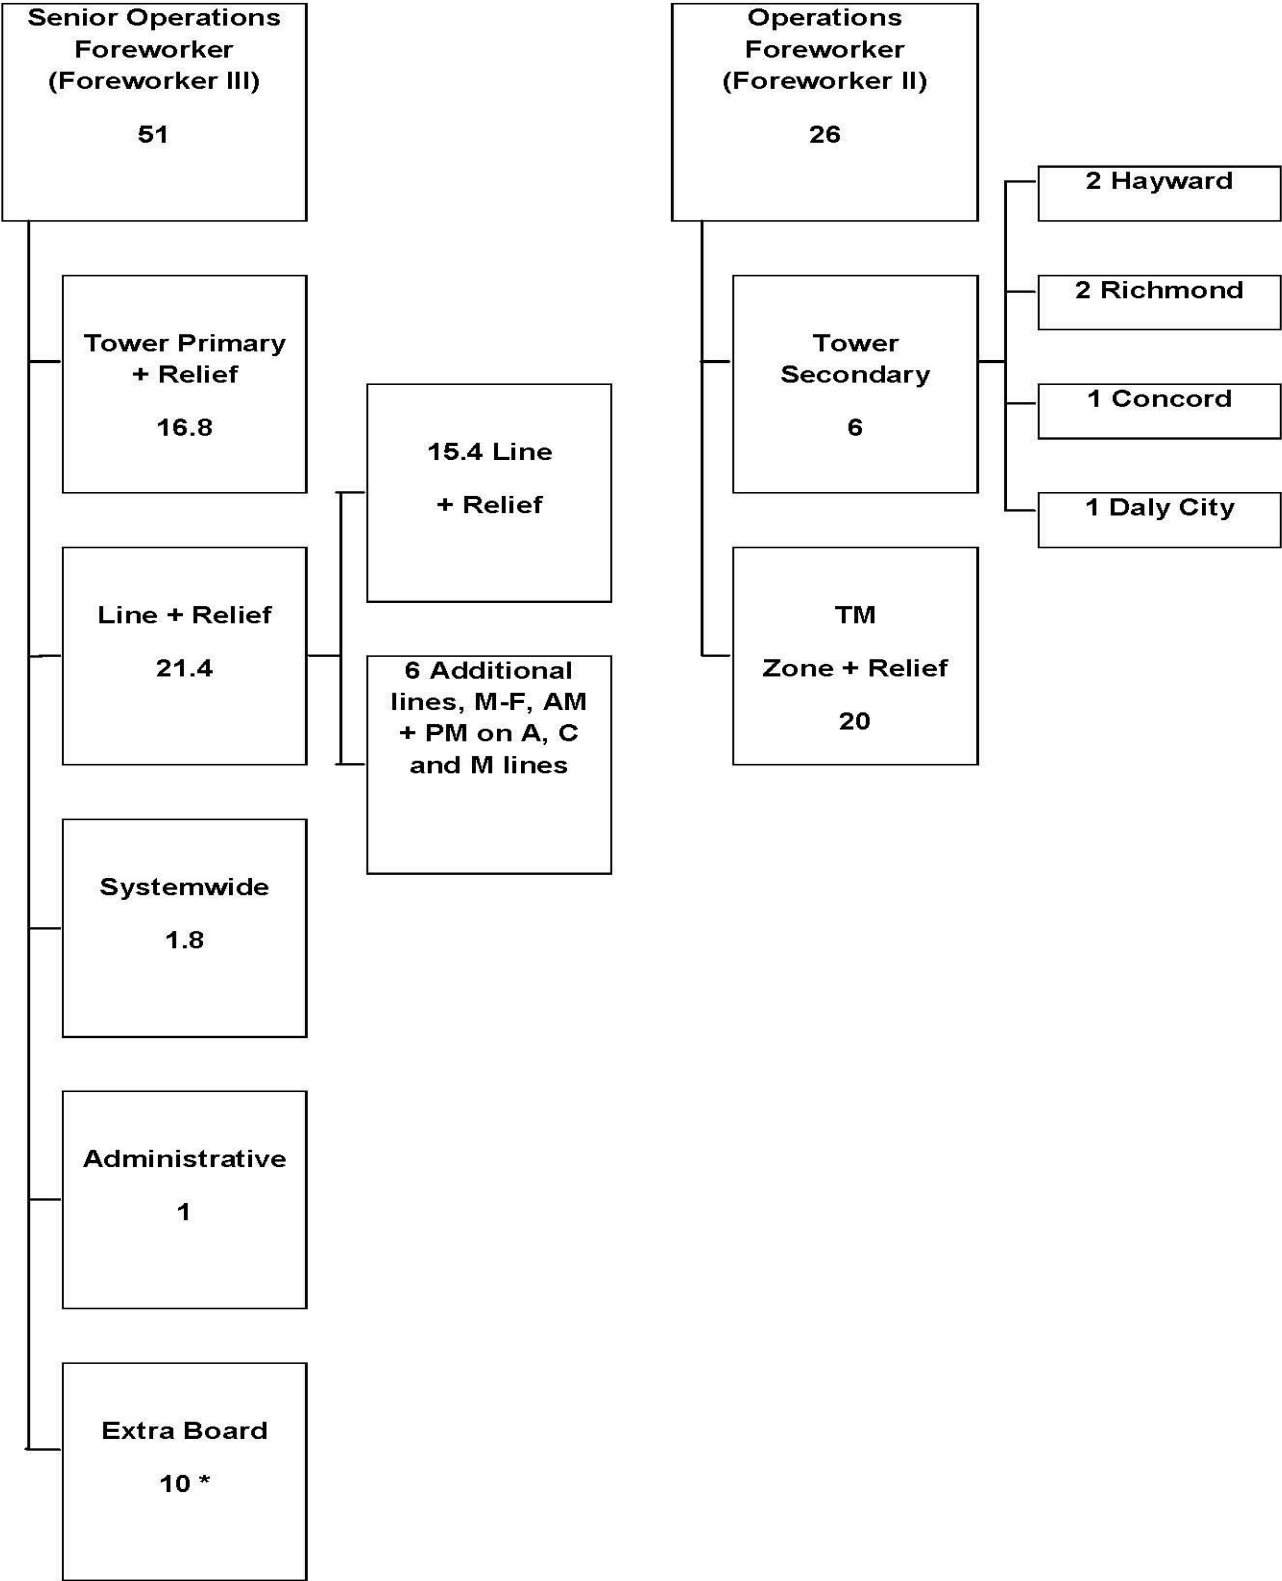 Senior Operations
Foreworker
(Foreworker III)
51
Tower Primary
+ Relief
16.8
Line + Relief
21.4
15.4 Line
+ Relief
6 Additional
lines, M-F, AM
+ PM on A, C
and M lines
Systemwide
1.8
Administrative
1
Extra Board
10 *
Operations
Foreworker
(Foreworker II)
26
Tower
Secondary
6
2 Hayward
2 Richmond
1 Concord
1 Daly City
TM
Zone + Relief
20